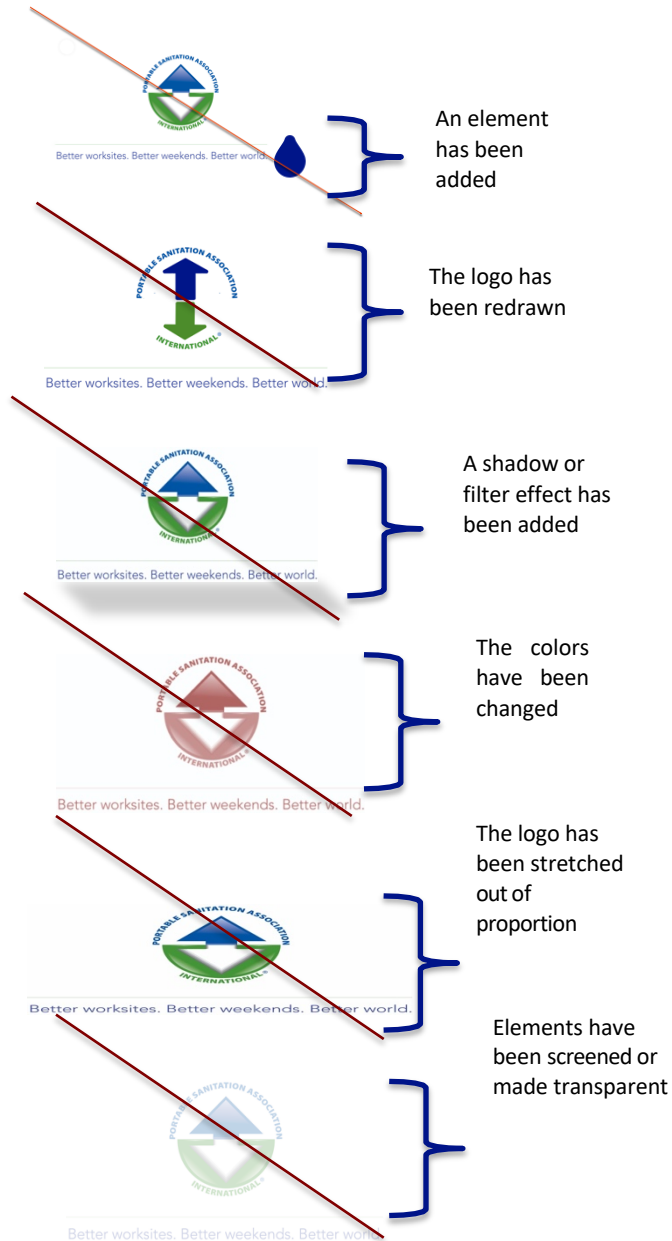 PORTABLE SANITATION ASSOCIATION
INTERNATIONAL®
Better worksites. Better weekends. Better world.
An element
has been
added
PORTABLE SANITATION ASSOCIATION
INTERNATIONAL®
Better worksites. Better weekends. Better world.
The logo has
been redrawn
PORTABLE SANITATION ASSOCIATION
INTERNATIONAL®
Better worksites. Better weekends. Better world.
A shadow or
filter effect has
been added
PORTABLE SANITATION ASSOCIATION
INTERNATIONAL®
Better worksites. Better weekends. Better world.
The colors
have been
changed
PORTABLE SANITATION ASSOCIATION
INTERNATIONAL®
Better worksites. Better weekends. Better world.
The logo has
been stretched
out of
proportion
PORTABLE SANITATION ASSOCIATION
INTERNATIONAL®
Better worksites. Better weekends. Better world.
Elements have
been screened or
made transparent